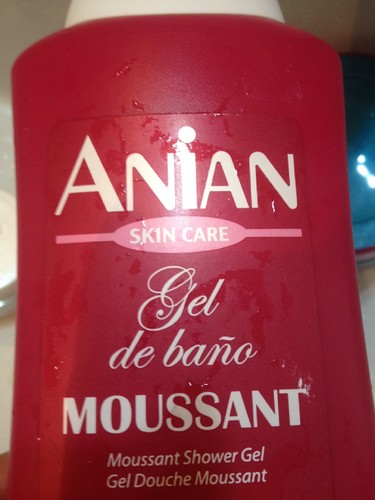 ANIAN
SKIN CARE
Gel
de baño
MOUSSANT
Moussant Shower Gel
Gel Douche Moussant